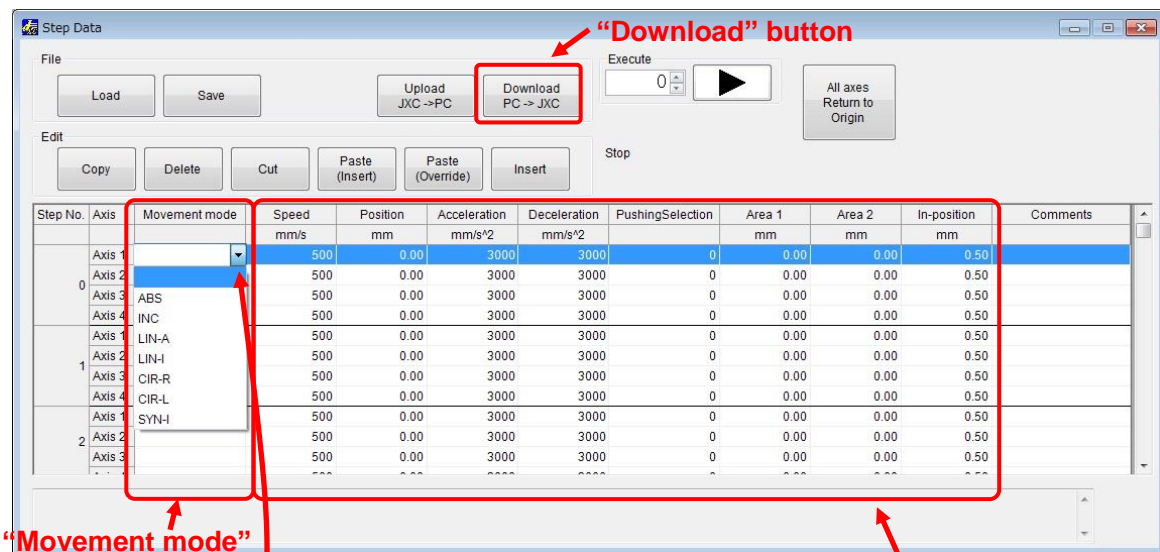 Step Data
“Download” button
File
Load Save Upload JXC ->PC Download PC -> JXC
Execute
0
All axes Return to Origin
Edit
Copy Delete Cut Paste (Insert) Paste (Override) Insert
Stop
Step No. Axis Movement mode Speed Position Acceleration Deceleration PushingSelection Area 1 Area 2 In-position Comments
mm/s mm mm/s^2 mm/s^2 mm mm mm
0 Axis 1 500 0.00 3000 3000 0 0.00 0.00 0.50
Axis 2 500 0.00 3000 3000 0 0.00 0.00 0.50
Axis 3 ABS 500 0.00 3000 3000 0 0.00 0.00 0.50
Axis 4 INC 500 0.00 3000 3000 0 0.00 0.00 0.50
1 Axis 1 LIN-A 500 0.00 3000 3000 0 0.00 0.00 0.50
Axis 2 LIN-I 500 0.00 3000 3000 0 0.00 0.00 0.50
Axis 3 CIR-R 500 0.00 3000 3000 0 0.00 0.00 0.50
Axis 4 CIR-L 500 0.00 3000 3000 0 0.00 0.00 0.50
2 Axis 1 SYN-I 500 0.00 3000 3000 0 0.00 0.00 0.50
Axis 2 500 0.00 3000 3000 0 0.00 0.00 0.50
Axis 3 500 0.00 3000 3000 0 0.00 0.00 0.50
“Movement mode”